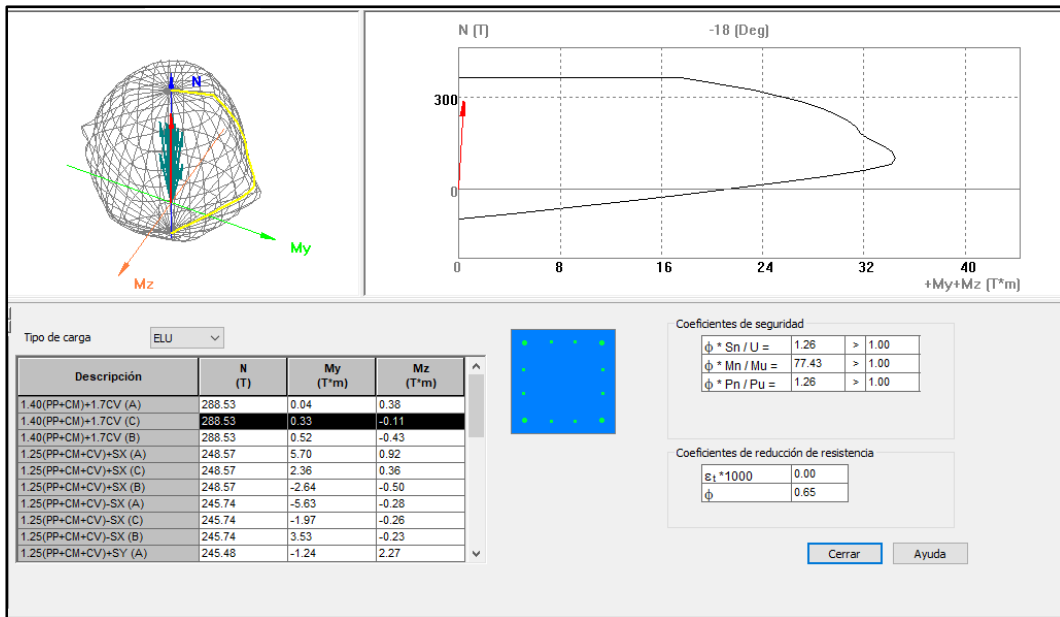 N
My
Mz
N (T)
-18 (Deg)
300
0
0
8
16
24
32
40
+My+Mz (T*m)
Tipo de carga
ELU
Descripción N (T) My (T*m) Mz (T*m)
1.40(PP+CM)+1.7CV (A) 288.53 0.04 0.38
1.40(PP+CM)+1.7CV (C) 288.53 0.33 -0.11
1.40(PP+CM)+1.7CV (B) 288.53 0.52 -0.43
1.25(PP+CM+CV)+SX (A) 248.57 5.70 0.92
1.25(PP+CM+CV)+SX (C) 248.57 2.36 0.36
1.25(PP+CM+CV)+SX (B) 248.57 -2.64 -0.50
1.25(PP+CM+CV)-SX (A) 245.74 -5.63 -0.28
1.25(PP+CM+CV)-SX (C) 245.74 -1.97 -0.26
1.25(PP+CM+CV)-SX (B) 245.74 3.53 -0.23
1.25(PP+CM+CV)+SY (A) 245.48 -1.24 2.27
Coeficientes de seguridad
ϕ * Sn / U = 1.26 > 1.00
ϕ * Mn / Mu = 77.43 > 1.00
ϕ * Pn / Pu = 1.26 > 1.00
Coeficientes de reducción de resistencia
εt *1000 0.00
ϕ 0.65
Cerrar
Ayuda